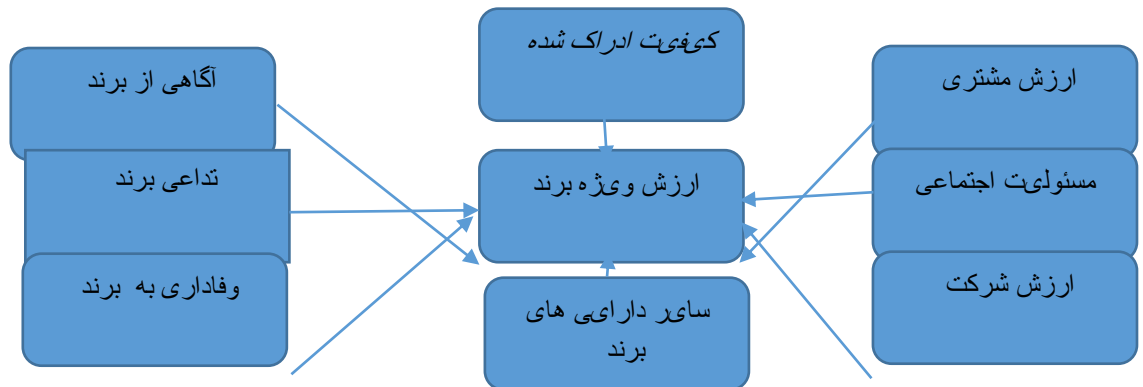 کیفیت ادراک شده
ارزش مشتری
آگاهی از برند
ارزش ویژه برند
مسئولیت اجتماعی
تداعی برند
ارزش شرکت
سایر دارایی های
برند
وفاداری به برند